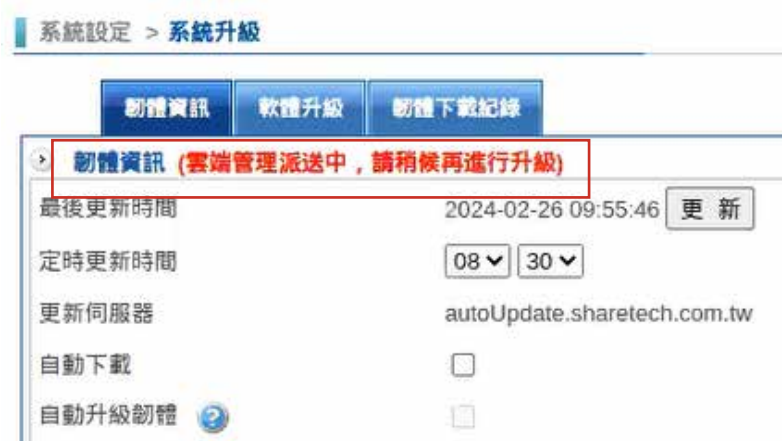 系統設定 > 系統升級
韌體資訊 軟體升級 韌體下載紀錄
韌體資訊 (雲端管理派送中，請稍候再進行升級)
最後更新時間 2024-02-26 09:55:46 更 新
定時更新時間 08 30
更新伺服器 autoUpdate.sharetech.com.tw
自動下載
自動升級韌體 ?